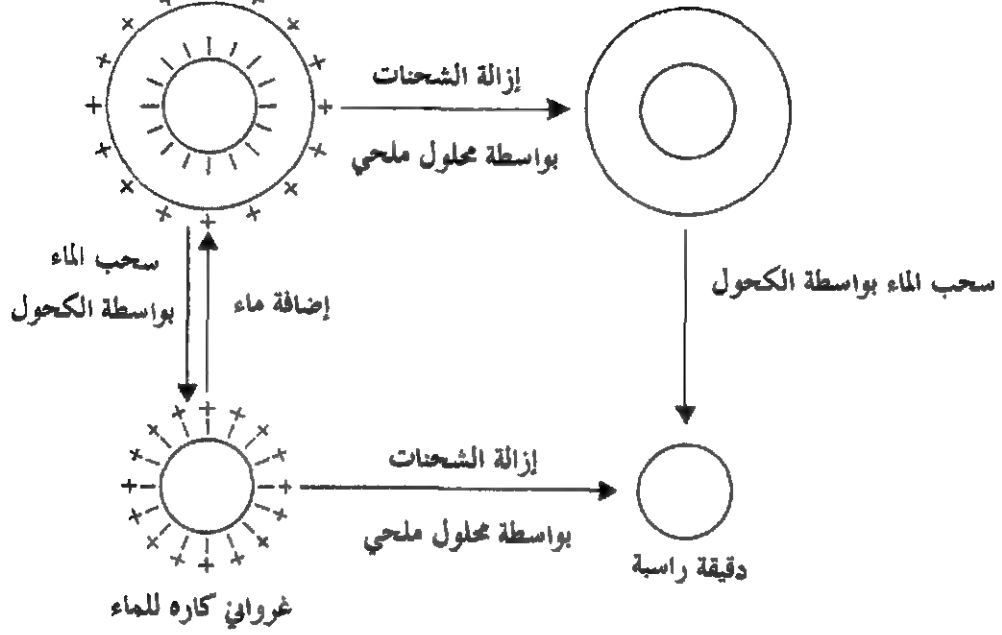 إزالة الشحنات
بواسطة محلول ملحي
سحب الماء
بواسطة الكحول
إضافة ماء
سحب الماء بواسطة الكحول
إزالة الشحنات
بواسطة محلول ملحي
دقيقة راسبة
غرواني كاره للماء